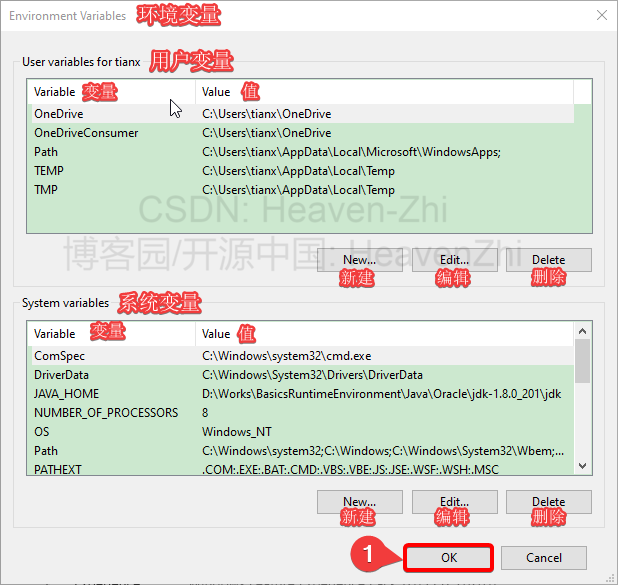 Environment Variables 环境变量
User variables for tianx 用户变量
Variable 变量 Value 值
OneDrive C:\Users\tianx\OneDrive
OneDriveConsumer C:\Users\tianx\OneDrive
Path C:\Users\tianx\AppData\Local\Microsoft\WindowsApps;
TEMP C:\Users\tianx\AppData\Local\Temp
TMP C:\Users\tianx\AppData\Local\Temp
CSDN: Heaven-Zhi
博客园/开源中国: HeavenZhi
New... Edit... Delete
新建 编辑 删除
System variables 系统变量
Variable 变量 Value 值
ComSpec C:\Windows\system32\cmd.exe
DriverData C:\Windows\System32\Drivers\DriverData
JAVA_HOME D:\Works\BasicsRuntimeEnvironment\Java\Oracle\jdk-1.8.0_201\jdk
NUMBER_OF_PROCESSORS 8
OS Windows_NT
Path C:\Windows\system32;C:\Windows;C:\Windows\System32\Wbem;...
PATHEXT .COM;.EXE;.BAT;.CMD;.VBS;.VBE;.JS;.JSE;.WSF;.WSH;.MSC
New... Edit... Delete
新建 编辑 删除
1 OK Cancel